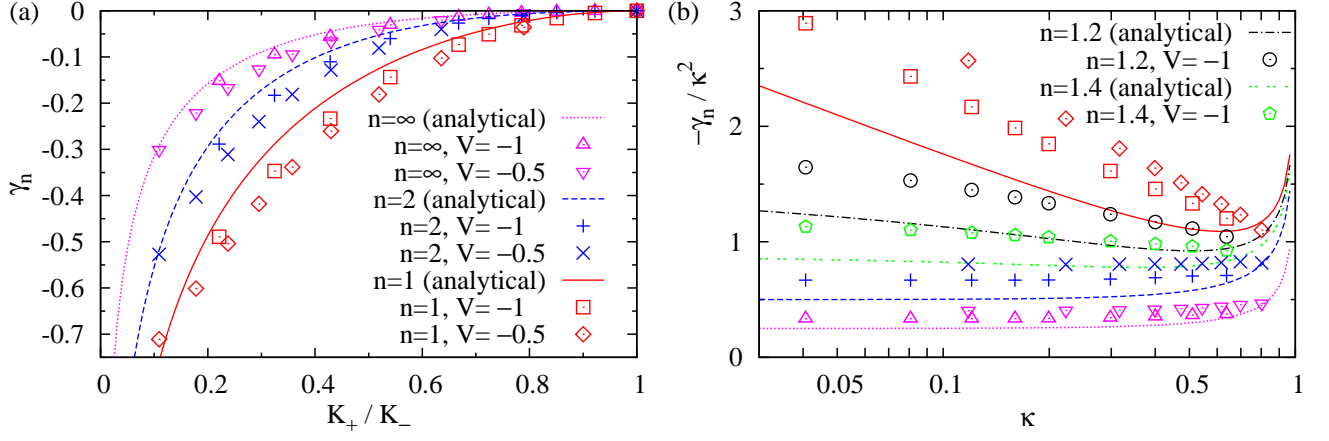 (a)
0
-0.1
-0.2
-0.3
-0.4
-0.5
-0.6
-0.7
γn
n=∞ (analytical)
n=∞, V= −1
n=∞, V= −0.5
n=2 (analytical)
n=2, V= −1
n=2, V= −0.5
n=1 (analytical)
n=1, V= −1
n=1, V= −0.5
0 0.2 0.4 0.6 0.8 1
K+ / K−
(b)
3
2
1
0
−γn / κ²
n=1.2 (analytical)
n=1.2, V= −1
n=1.4 (analytical)
n=1.4, V= −1
0.05 0.1 0.5 1
κ